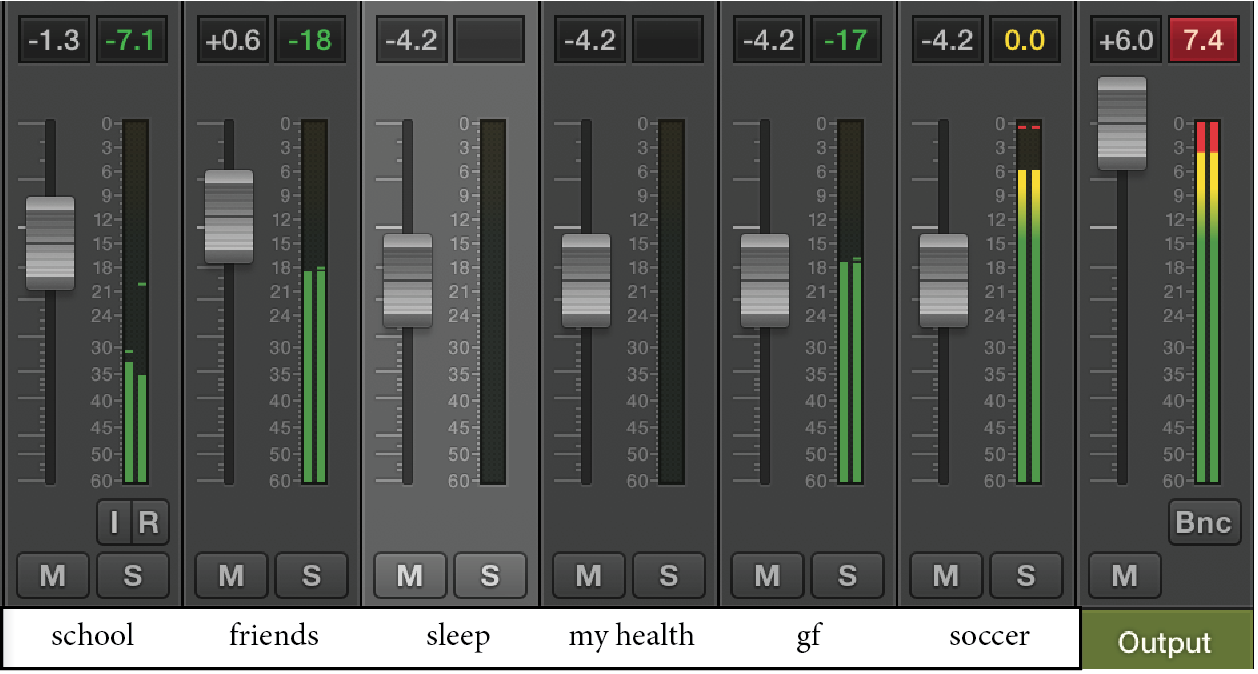 -1.3 -7.1 +0.6 -18 -4.2 -4.2 -4.2 -17 -4.2 0.0 +6.0 7.4
0 0 0 0 0 0 0
3 3 3 3 3 3 3
6 6 6 6 6 6 6
9 9 9 9 9 9 9
12 12 12 12 12 12 12
15 15 15 15 15 15 15
18 18 18 18 18 18 18
21 21 21 21 21 21 21
24 24 24 24 24 24 24
30 30 30 30 30 30 30
35 35 35 35 35 35 35
40 40 40 40 40 40 40
45 45 45 45 45 45 45
50 50 50 50 50 50 50
60 60 60 60 60 60 60
I R Bnc
M S M S M S M S M S M S M
school friends sleep my health gf soccer Output